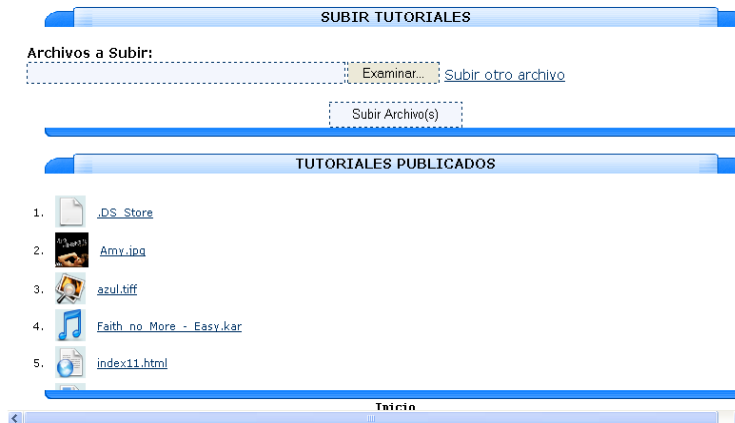 SUBIR TUTORIALES
Archivos a Subir:
Examinar... Subir otro archivo
Subir Archivo(s)
TUTORIALES PUBLICADOS
1. .DS_Store
2. Amy.jpg
3. azul.tiff
4. Faith_no_More_-_Easy.kar
5. index11.html
Inicio